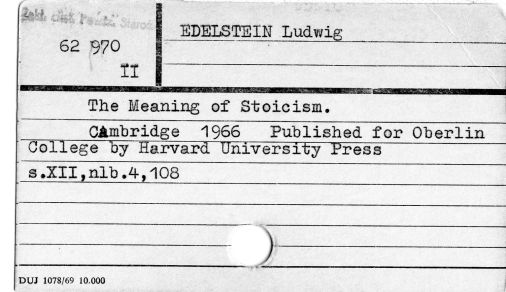 62 970
II
EDELSTEIN Ludwig
The Meaning of Stoicism.
CAmbridge 1966 Published for Oberlin
College by Harvard University Press
s.XII,nlb.4,108
DUJ 1078/69 10.000